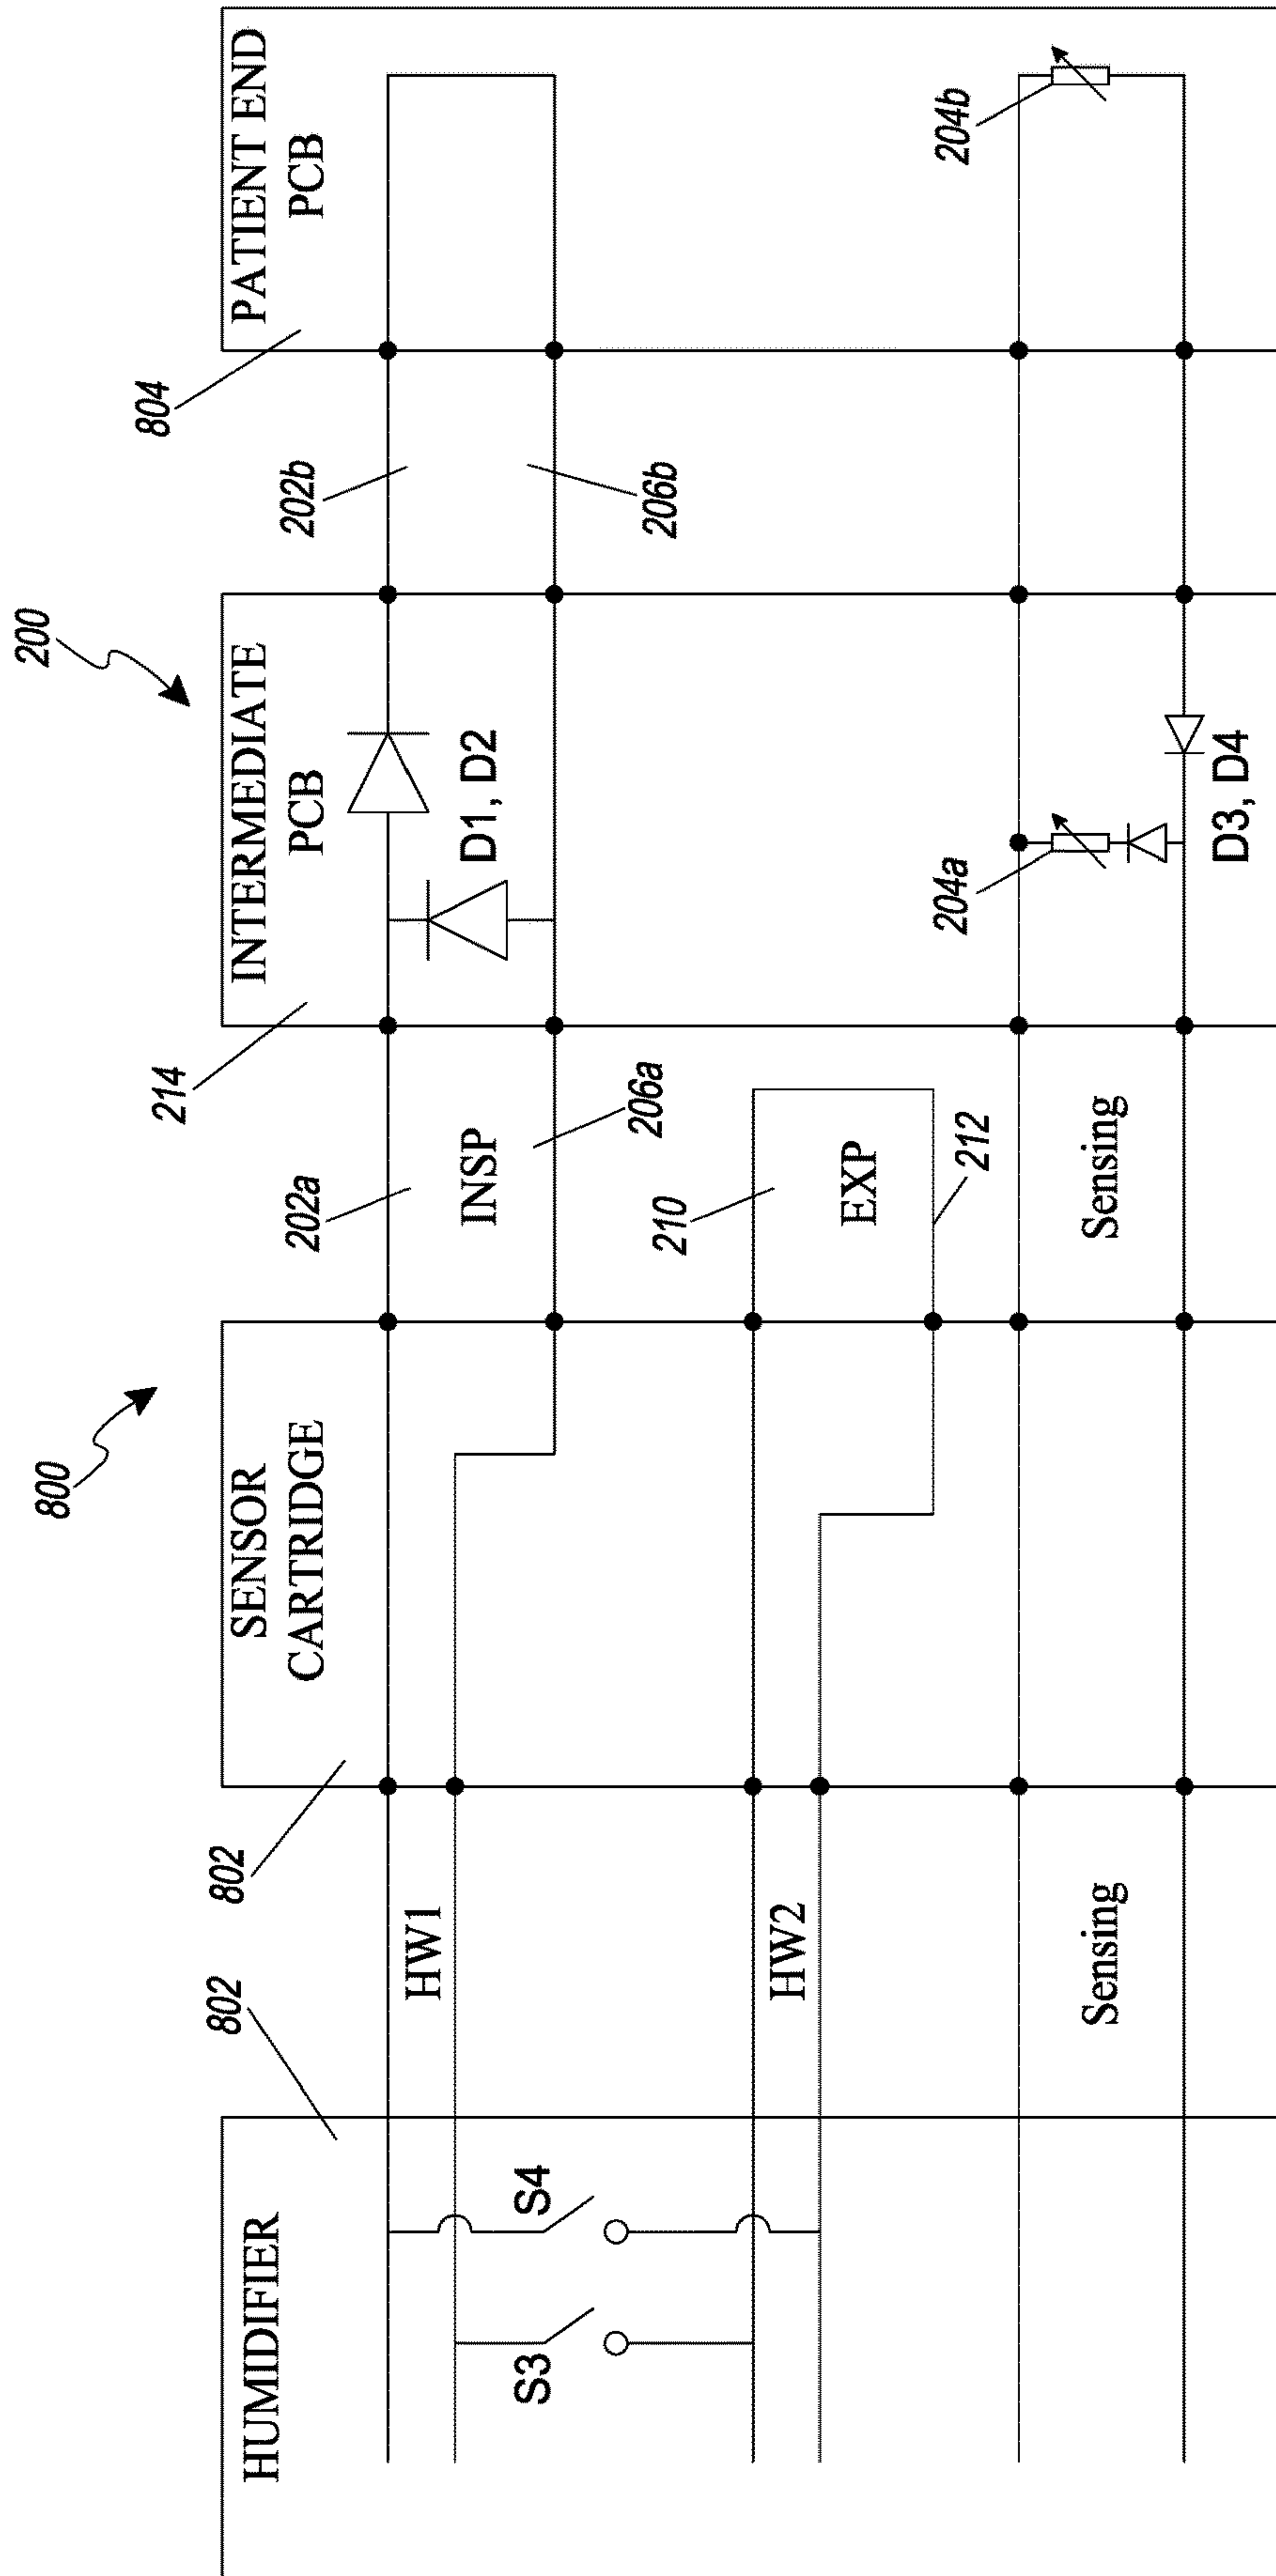 200
800
804
214
802
802
PATIENT END
PCB
INTERMEDIATE
PCB
SENSOR
CARTRIDGE
HUMIDIFIER
202b
202a
206b
206a
D1, D2
INSP
HW1
S4
S3
210
EXP
212
HW2
204b
204a
D3, D4
Sensing
Sensing